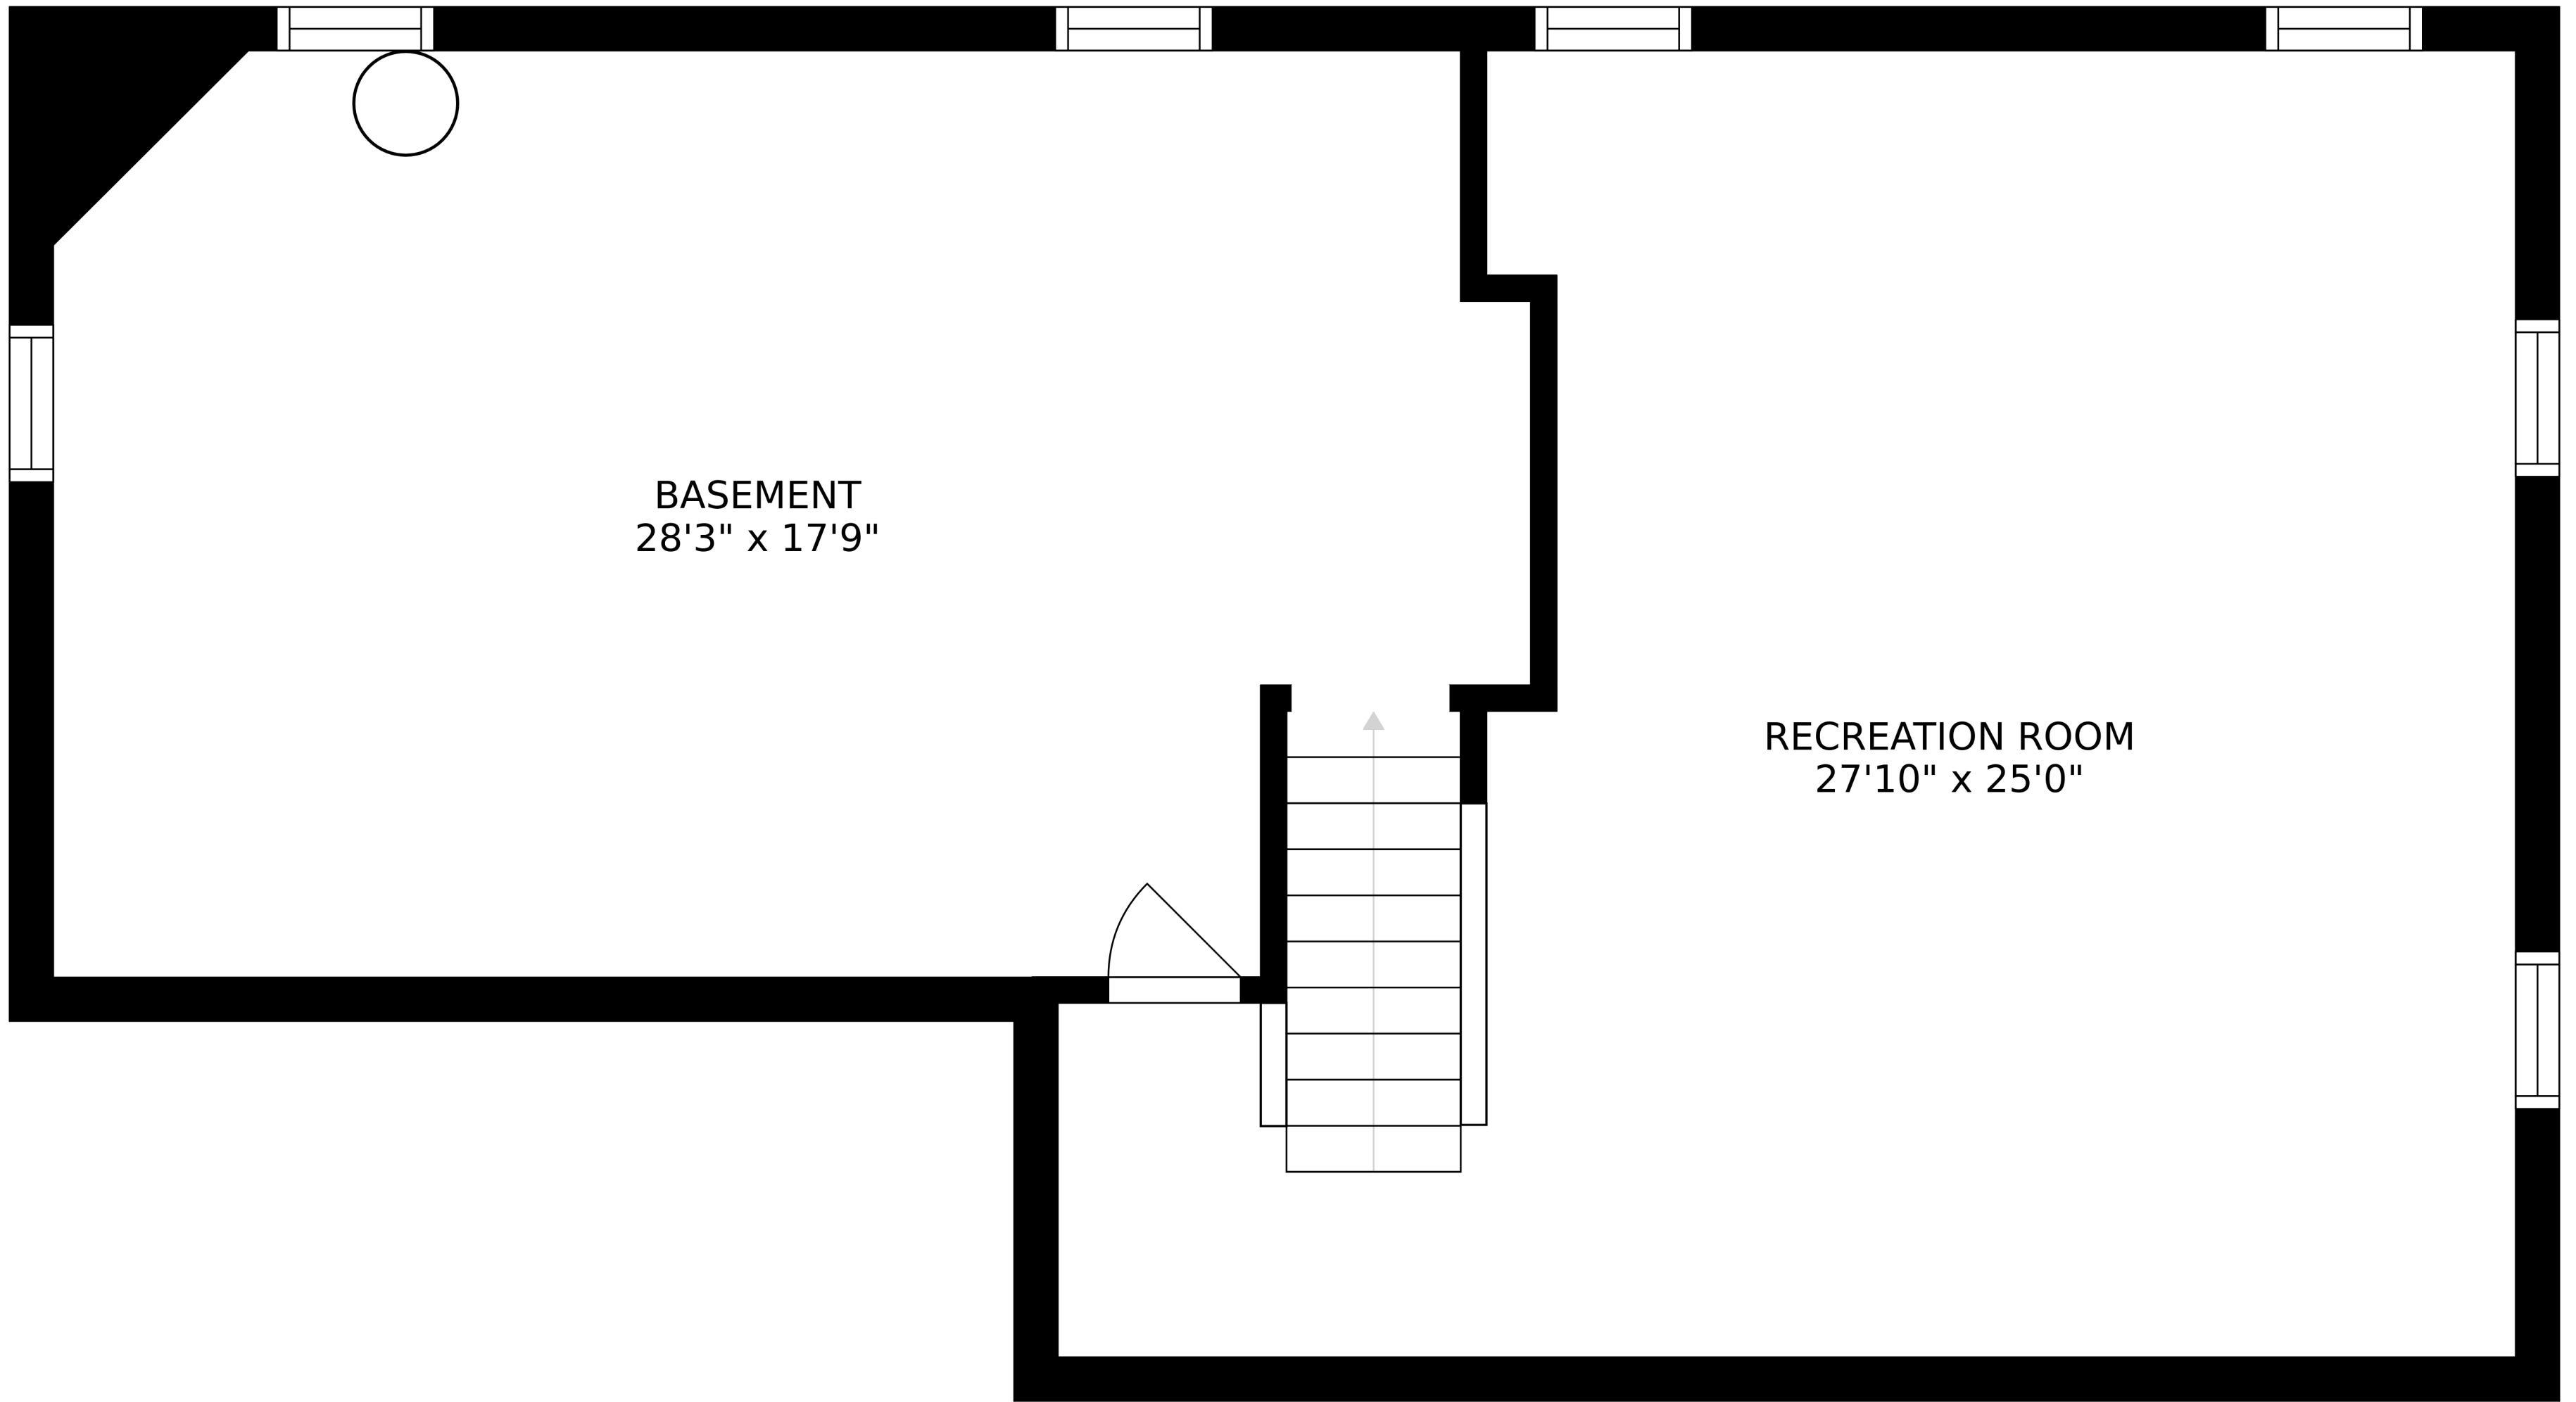 BASEMENT
28'3" x 17'9"
RECREATION ROOM
27'10" x 25'0"